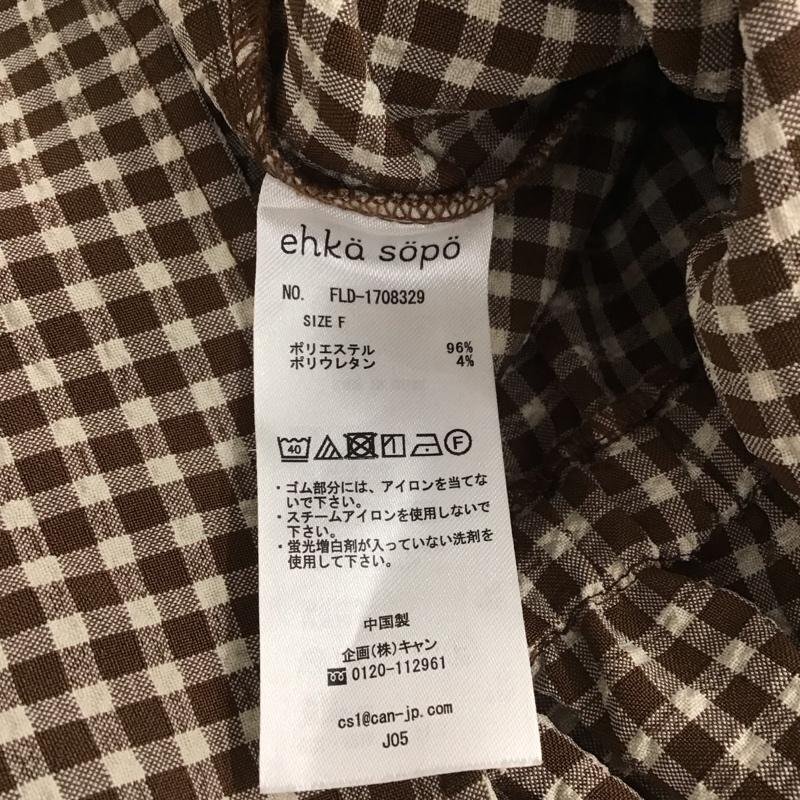 ehkä söpö
NO. FLD-1708329
SIZE F
ポリエステル 96%
ポリウレタン 4%
40 F
・ゴム部分には、アイロンを当てな
いで下さい。
・スチームアイロンを使用しないで
下さい。
・蛍光増白剤が入っていない洗剤を
使用して下さい。
中国製
企画(株)キャン
0120-112961
cs1@can-jp.com
J05